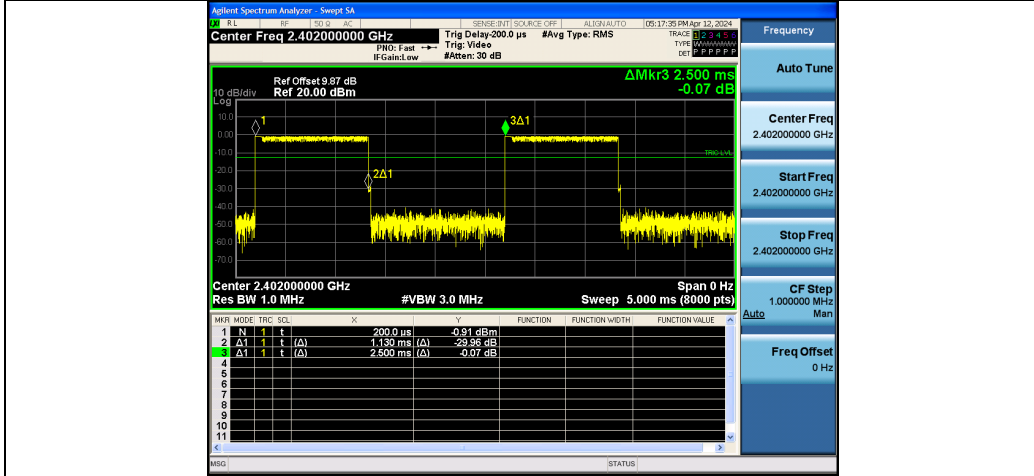 Agilent Spectrum Analyzer - Swept SA
LXI RL RF 50 Ω AC SENSE:INT SOURCE OFF ALIGNAUTO 05:17:35 PM Apr 12, 2024
Center Freq 2.402000000 GHz
PNO: Fast
IFGain:Low
Trig Delay-200.0 µs #Avg Type: RMS
Trig: Video
#Atten: 30 dB
TRACE 1 2 3 4 5 6
TYPE WWWWWW
DET P P P P P P
ΔMkr3 2.500 ms
-0.07 dB
Ref Offset 9.87 dB
10 dB/div Ref 20.00 dBm
Log
10.0
0.00
-10.0
-20.0
-30.0
-40.0
-50.0
-60.0
-70.0
1
2Δ1
3Δ1
TRIG LVL
Center 2.402000000 GHz Span 0 Hz
Res BW 1.0 MHz #VBW 3.0 MHz Sweep 5.000 ms (8000 pts)
MKR MODE TRC SCL X Y FUNCTION FUNCTION WIDTH FUNCTION VALUE
1 N 1 t 200.0 µs -0.91 dBm
2 Δ1 1 t (Δ) 1.130 ms (Δ) -29.96 dB
3 Δ1 1 t (Δ) 2.500 ms (Δ) -0.07 dB
4
5
6
7
8
9
10
11
MSG STATUS
Frequency
Auto Tune
Center Freq
2.402000000 GHz
Start Freq
2.402000000 GHz
Stop Freq
2.402000000 GHz
CF Step
1.000000 MHz
Auto Man
Freq Offset
0 Hz